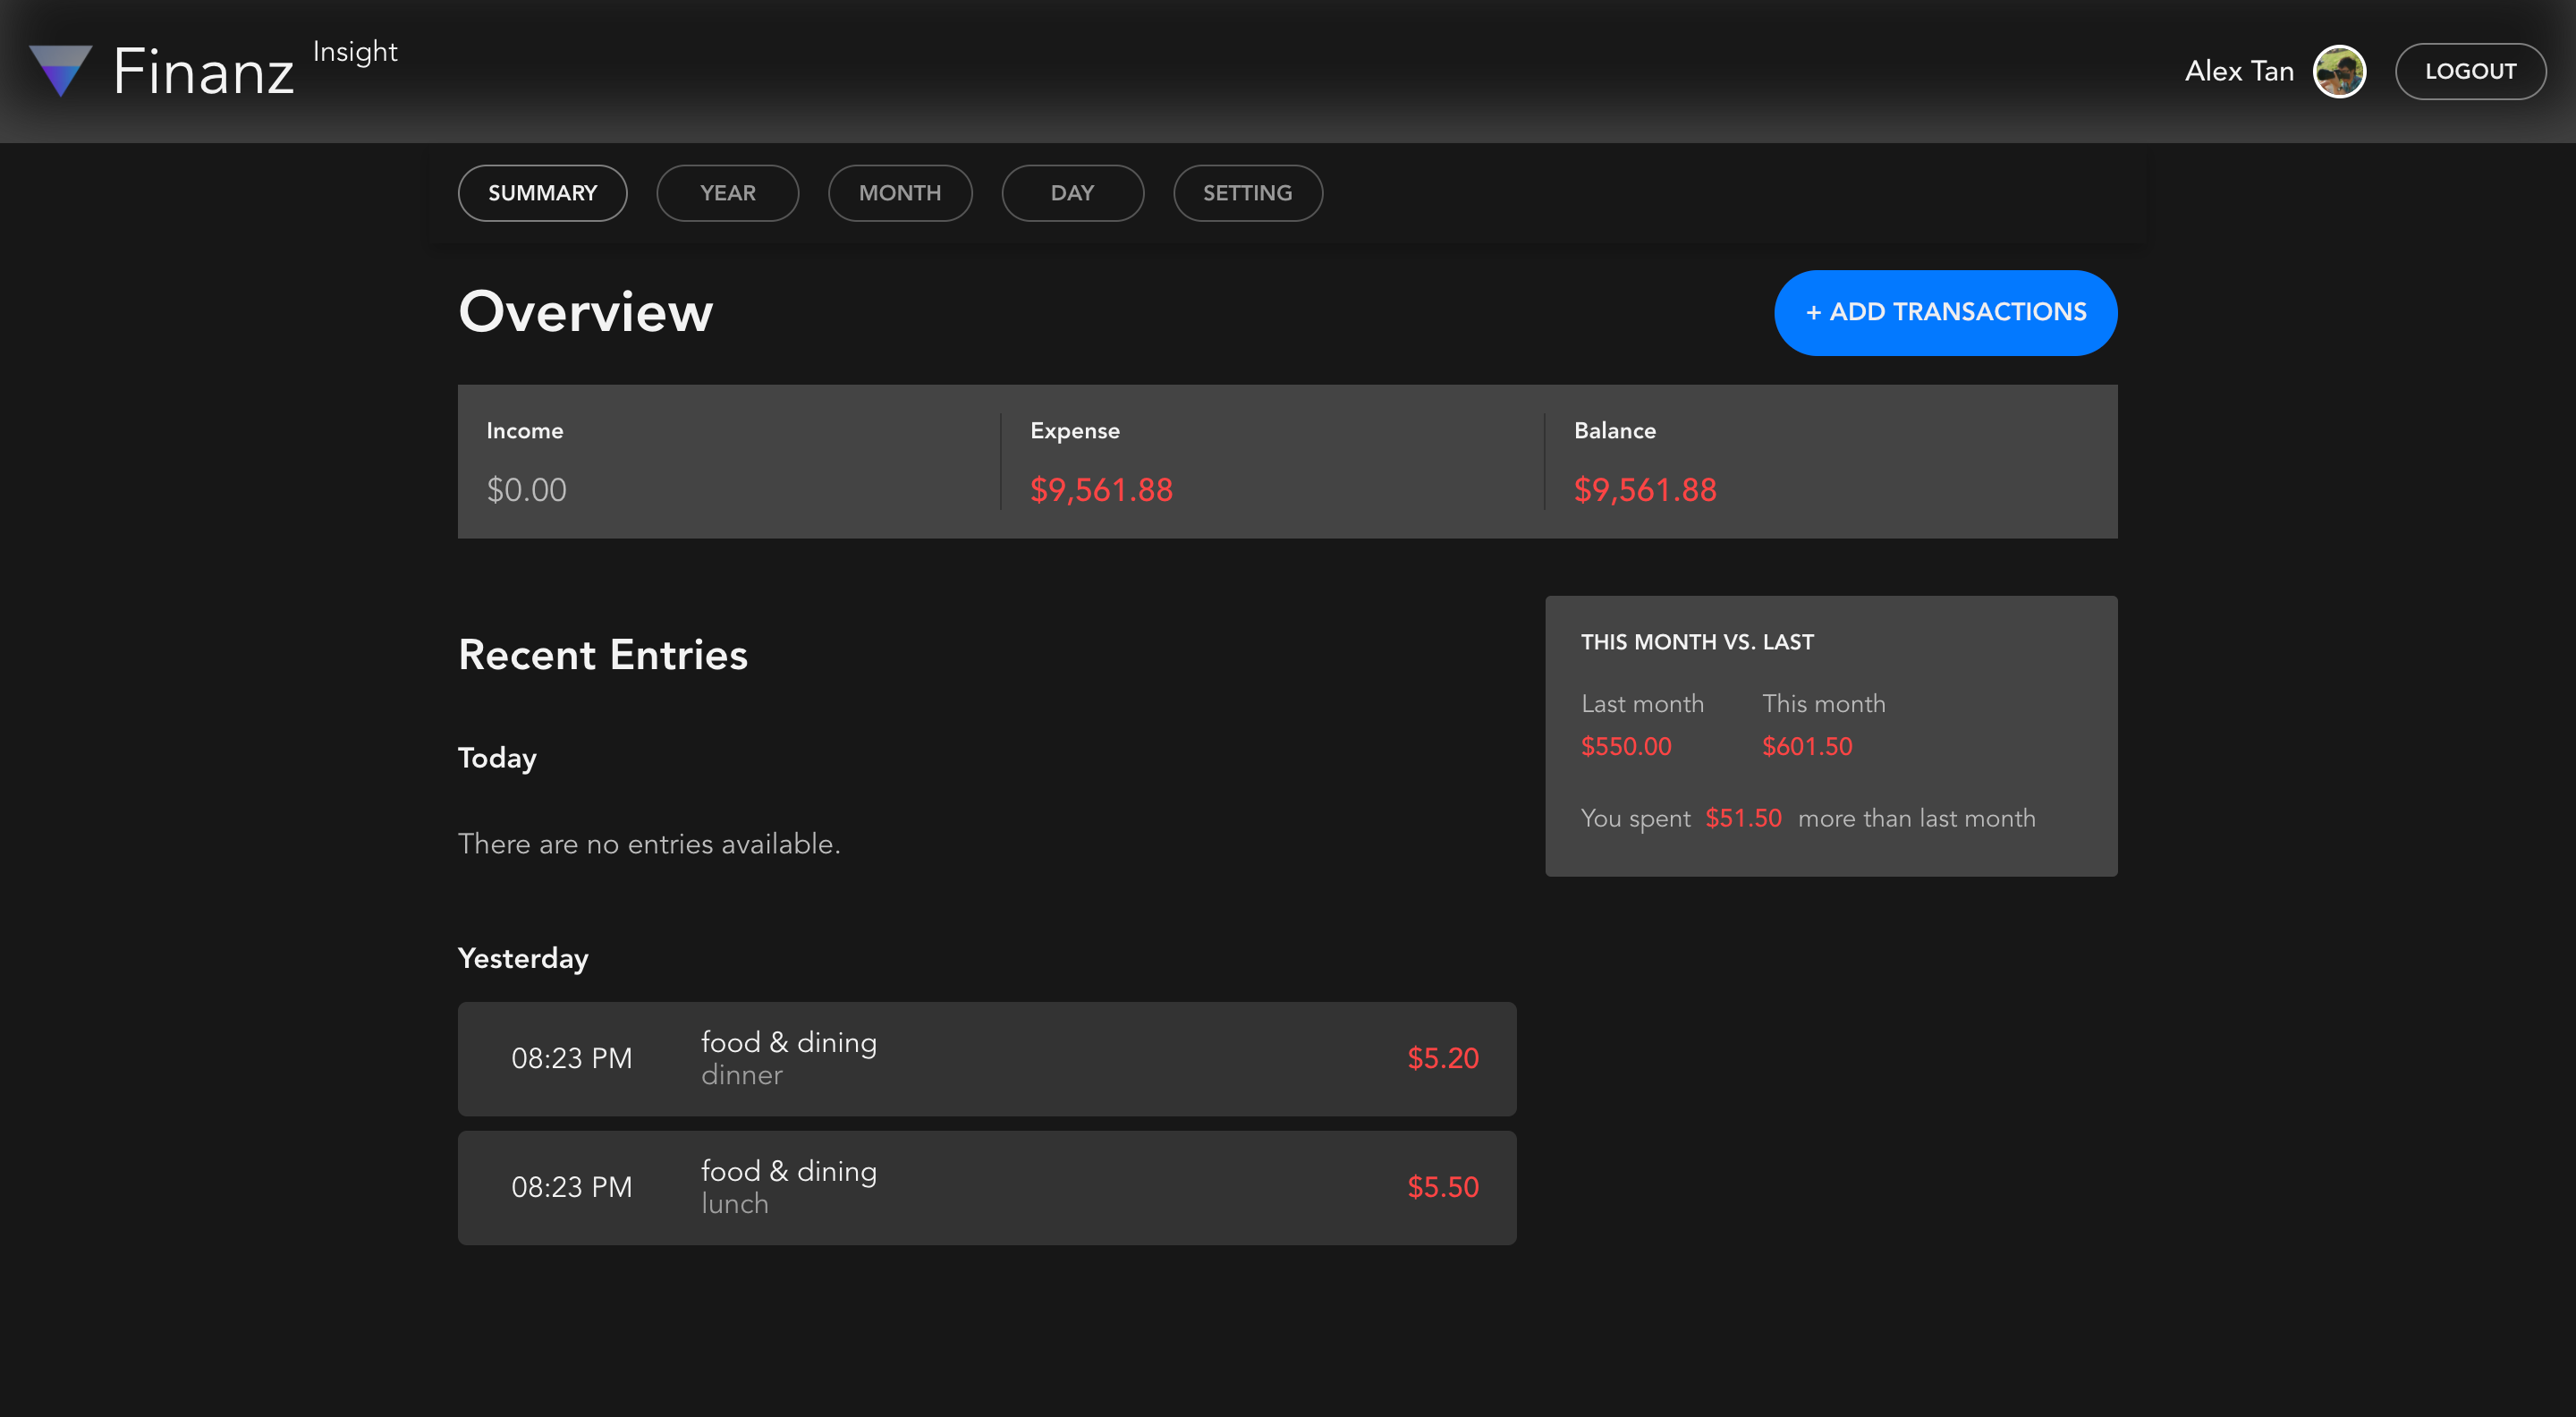 Finanz Insight
Alex Tan
LOGOUT
SUMMARY YEAR MONTH DAY SETTING
Overview
+ ADD TRANSACTIONS
Income
$0.00
Expense
$9,561.88
Balance
$9,561.88
Recent Entries
Today
There are no entries available.
Yesterday
08:23 PM
food & dining
dinner
$5.20
08:23 PM
food & dining
lunch
$5.50
THIS MONTH VS. LAST
Last month This month
$550.00 $601.50
You spent $51.50 more than last month